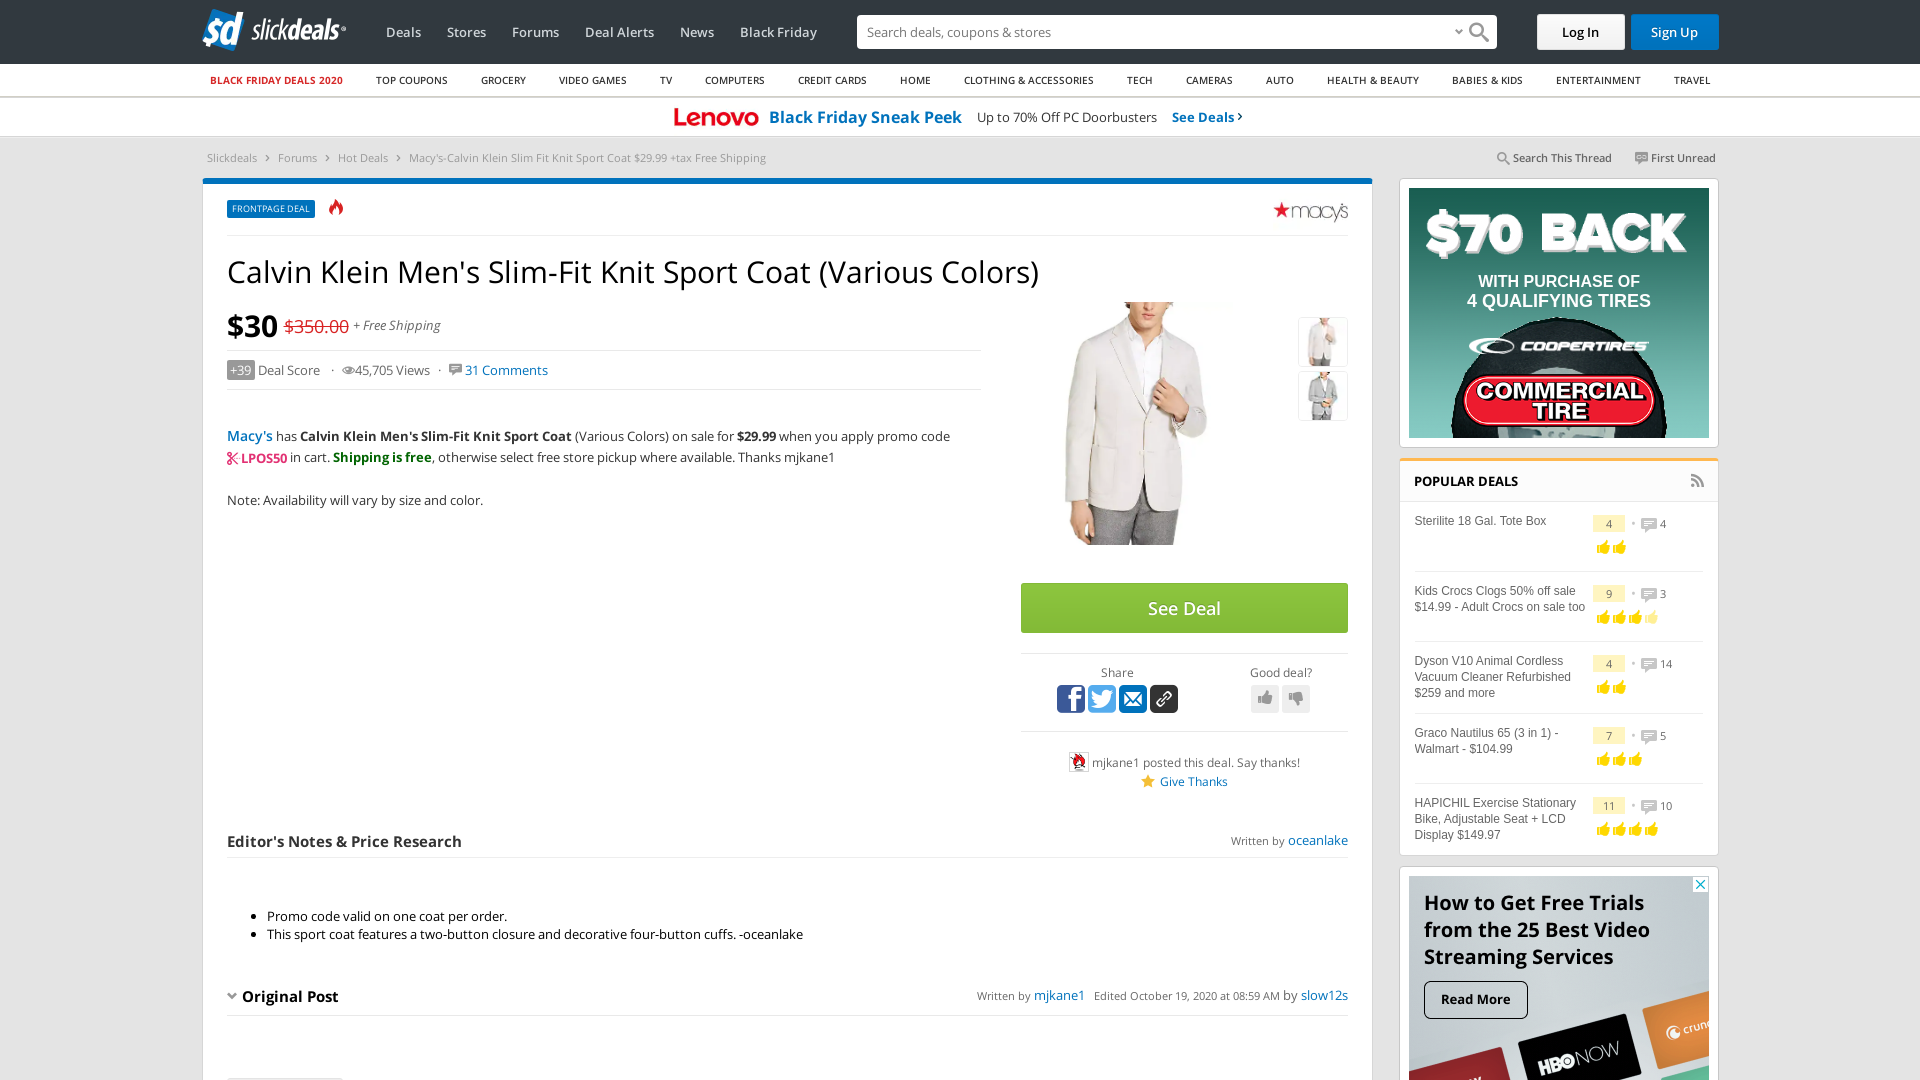 sd slickdeals
Deals
Stores
Forums
Deal Alerts
News
Black Friday
Search deals, coupons & stores
Log In
Sign Up
BLACK FRIDAY DEALS 2020
TOP COUPONS
GROCERY
VIDEO GAMES
TV
COMPUTERS
CREDIT CARDS
HOME
CLOTHING & ACCESSORIES
TECH
CAMERAS
AUTO
HEALTH & BEAUTY
BABIES & KIDS
ENTERTAINMENT
TRAVEL
Lenovo Black Friday Sneak Peek Up to 70% Off PC Doorbusters See Deals ›
Slickdeals › Forums › Hot Deals › Macy's-Calvin Klein Slim Fit Knit Sport Coat $29.99 +tax Free Shipping
Search This Thread
First Unread
FRONTPAGE DEAL
macy's
Calvin Klein Men's Slim-Fit Knit Sport Coat (Various Colors)
$30 $350.00 + Free Shipping
+39 Deal Score · 45,705 Views · 31 Comments
Macy's has Calvin Klein Men's Slim-Fit Knit Sport Coat (Various Colors) on sale for $29.99 when you apply promo code
LPOS50 in cart. Shipping is free, otherwise select free store pickup where available. Thanks mjkane1
Note: Availability will vary by size and color.
See Deal
Share
Good deal?
mjkane1 posted this deal. Say thanks!
Give Thanks
Editor's Notes & Price Research
Written by oceanlake
• Promo code valid on one coat per order.
• This sport coat features a two-button closure and decorative four-button cuffs. -oceanlake
Original Post
Written by mjkane1 Edited October 19, 2020 at 08:59 AM by slow12s
$70 BACK
WITH PURCHASE OF
4 QUALIFYING TIRES
COOPERTIRES
COMMERCIAL
TIRE
POPULAR DEALS
Sterilite 18 Gal. Tote Box
4 • 4
Kids Crocs Clogs 50% off sale
$14.99 - Adult Crocs on sale too
9 • 3
Dyson V10 Animal Cordless
Vacuum Cleaner Refurbished
$259 and more
4 • 14
Graco Nautilus 65 (3 in 1) -
Walmart - $104.99
7 • 5
HAPICHIL Exercise Stationary
Bike, Adjustable Seat + LCD
Display $149.97
11 • 10
How to Get Free Trials
from the 25 Best Video
Streaming Services
Read More
HBO NOW